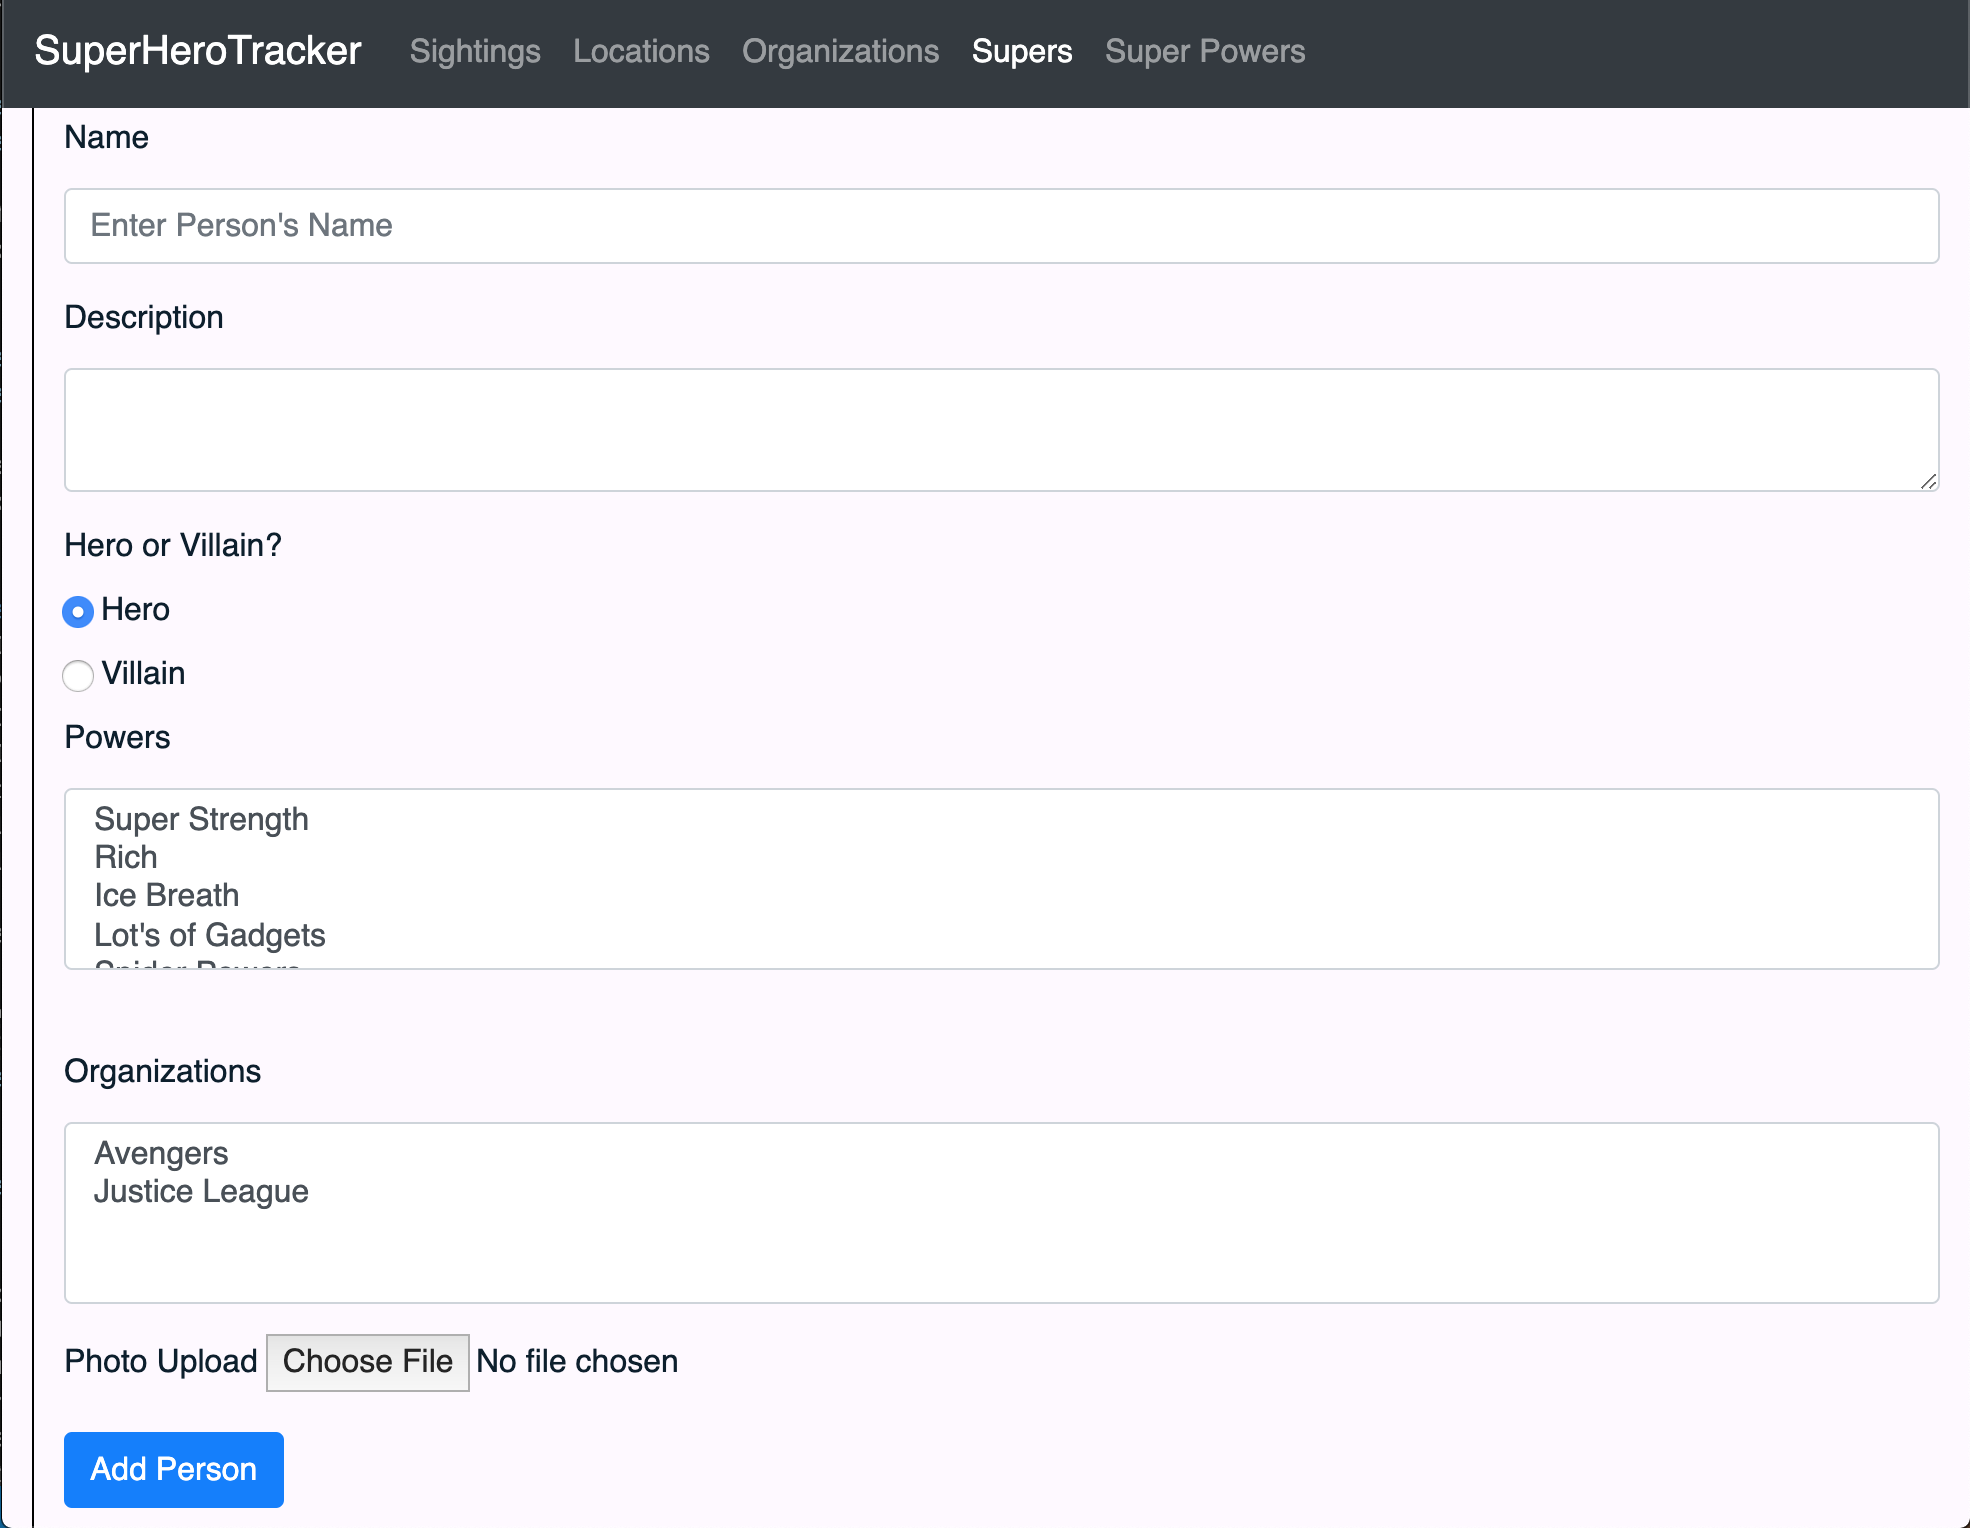 SuperHeroTracker Sightings Locations Organizations Supers Super Powers
Name
Enter Person's Name
Description
Hero or Villain?
Hero
Villain
Powers
Super Strength
Rich
Ice Breath
Lot's of Gadgets
Spider Powers
Organizations
Avengers
Justice League
Photo Upload Choose File No file chosen
Add Person